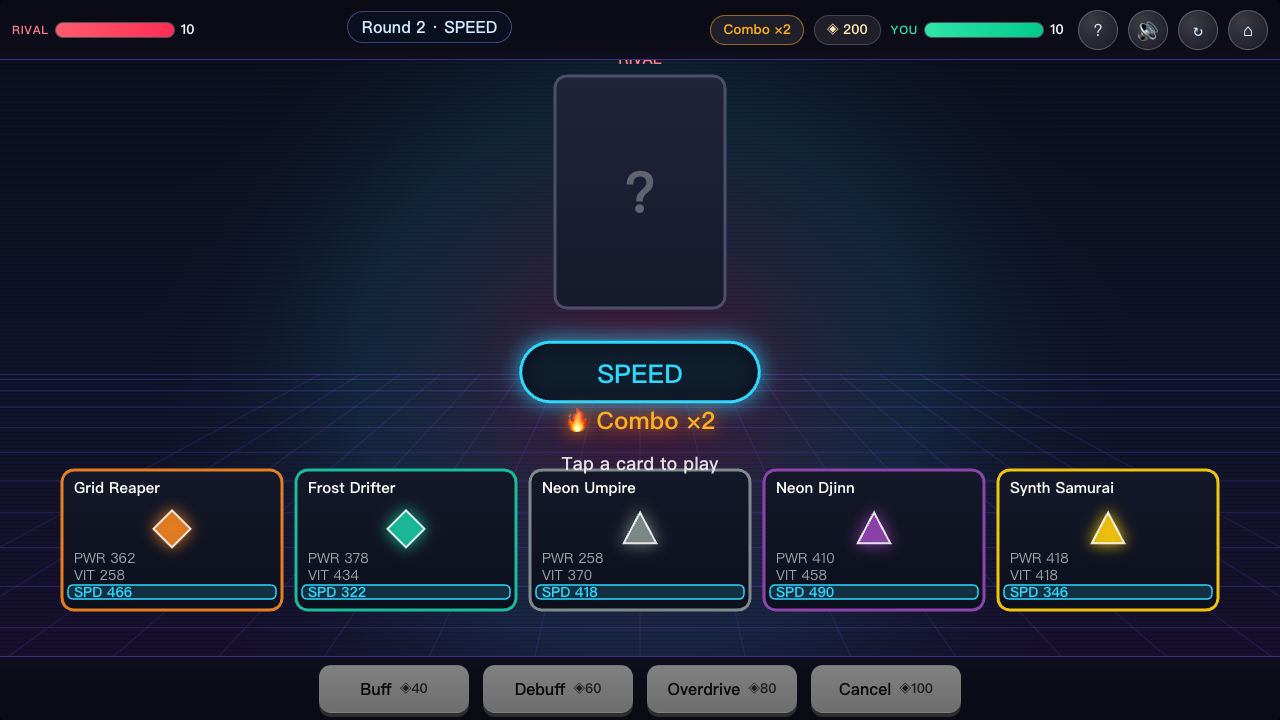 RIVAL 10
Round 2 · SPEED
Combo ×2
◈ 200
YOU 10
?
RIVAL
?
SPEED
🔥 Combo ×2
Tap a card to play
Grid Reaper
PWR 362
VIT 258
SPD 466
Frost Drifter
PWR 378
VIT 434
SPD 322
Neon Umpire
PWR 258
VIT 370
SPD 418
Neon Djinn
PWR 410
VIT 458
SPD 490
Synth Samurai
PWR 418
VIT 418
SPD 346
Buff ◈40
Debuff ◈60
Overdrive ◈80
Cancel ◈100